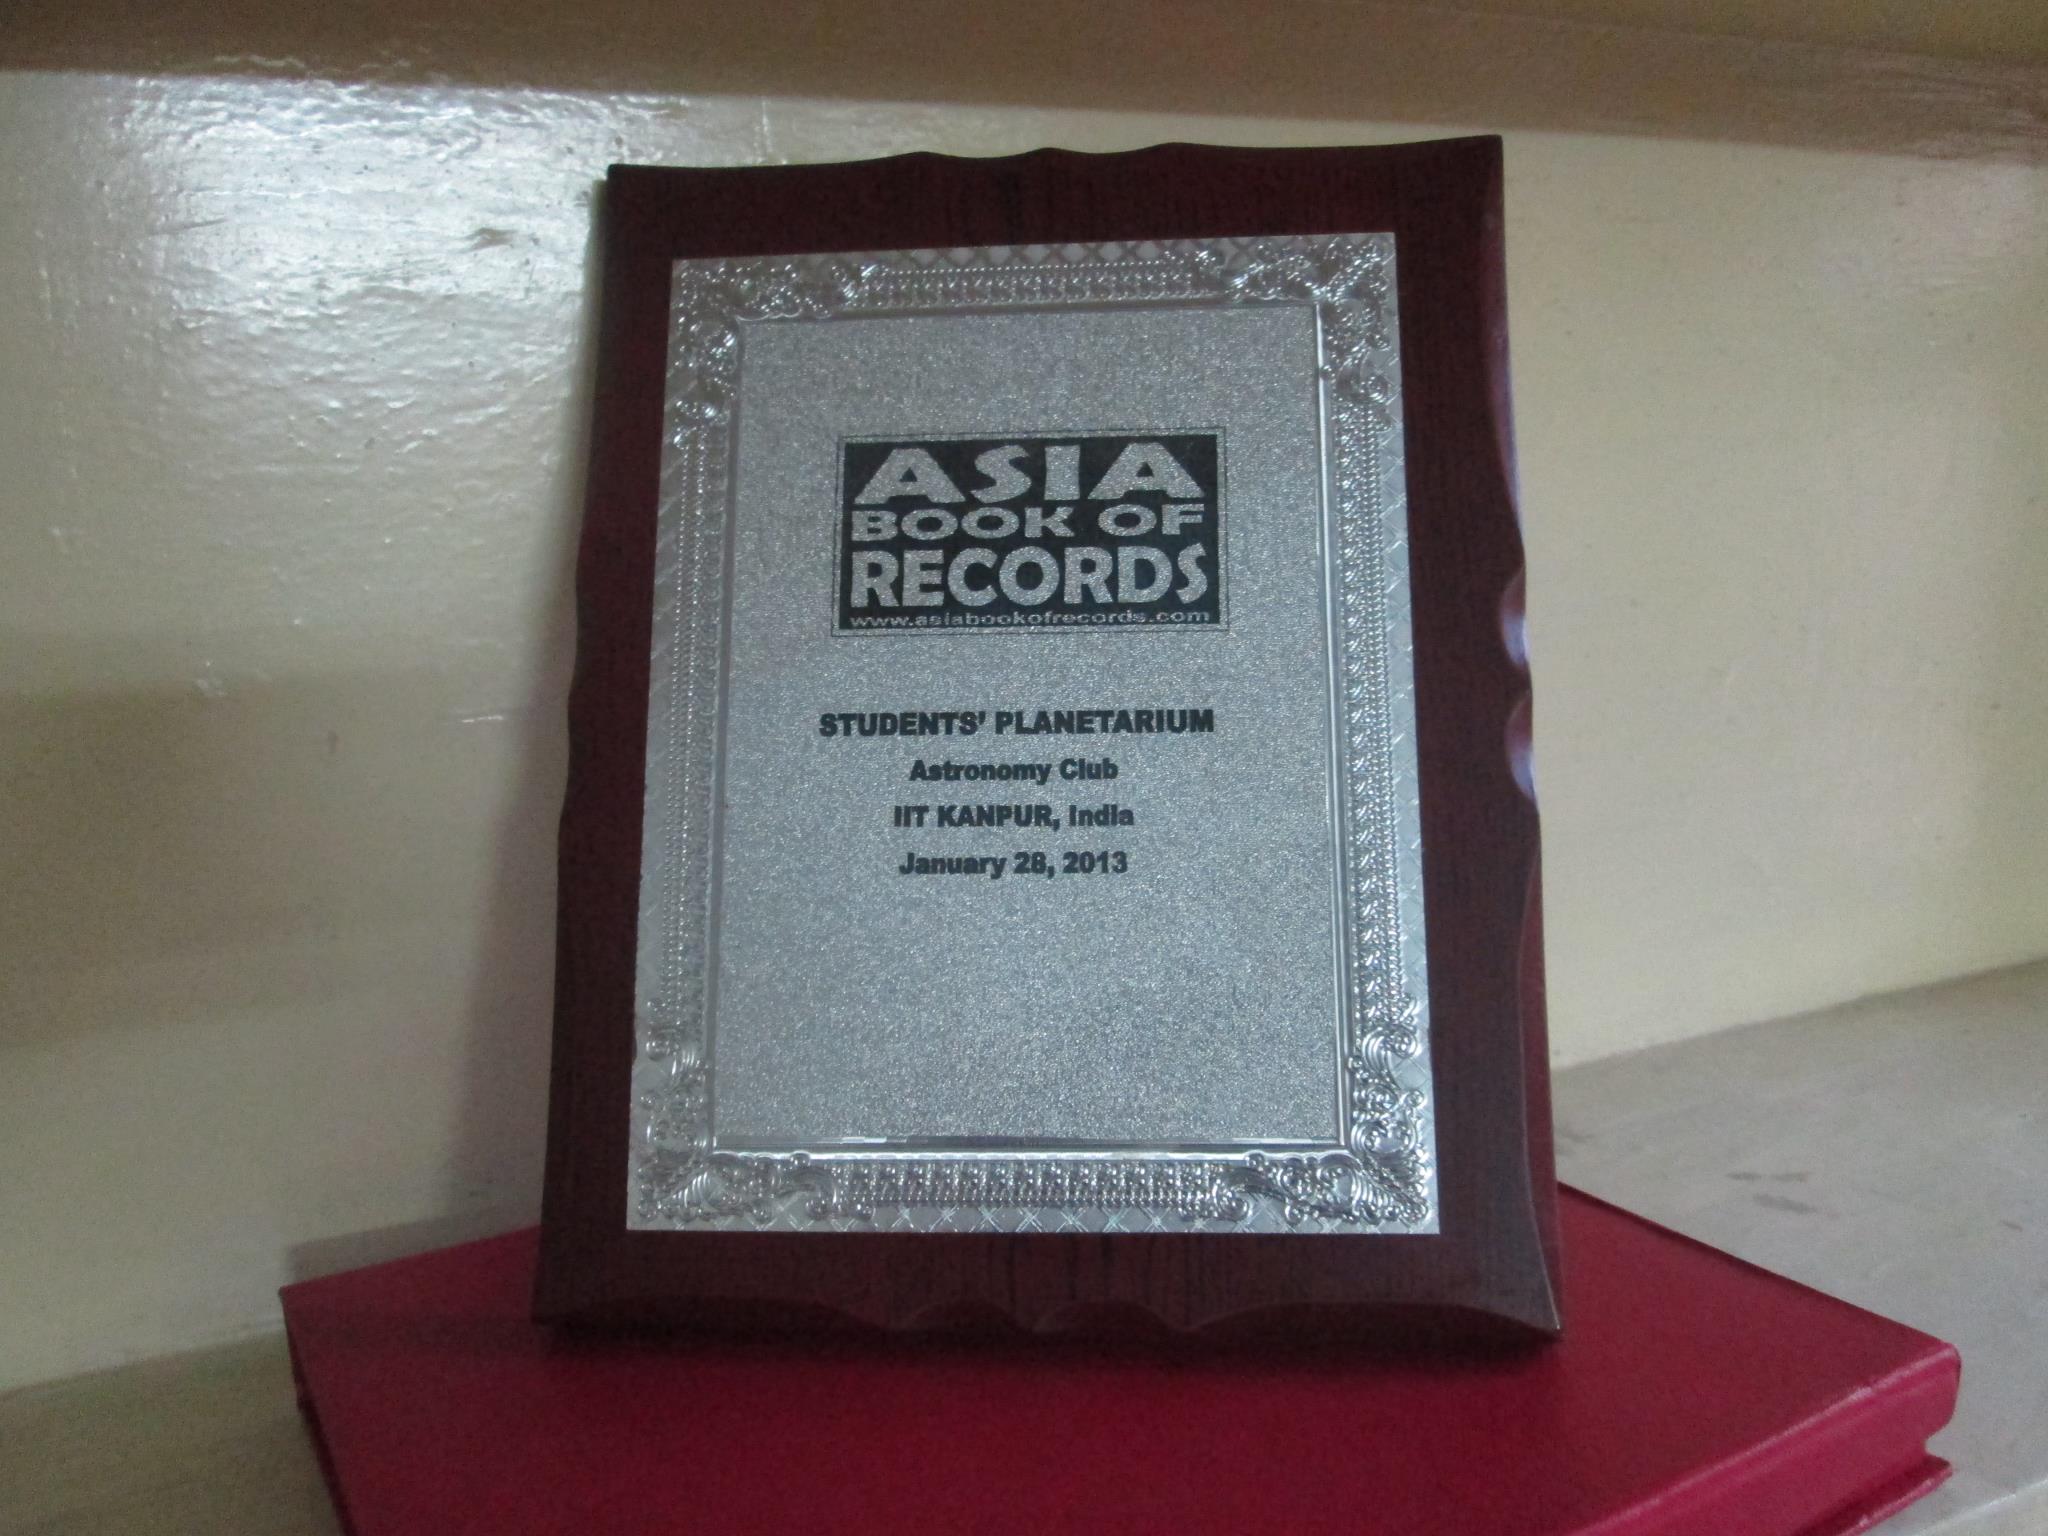 ASIA
BOOK OF
RECORDS
www.asiabookofrecords.com
STUDENTS' PLANETARIUM
Astronomy Club
IIT KANPUR, India
January 28, 2013